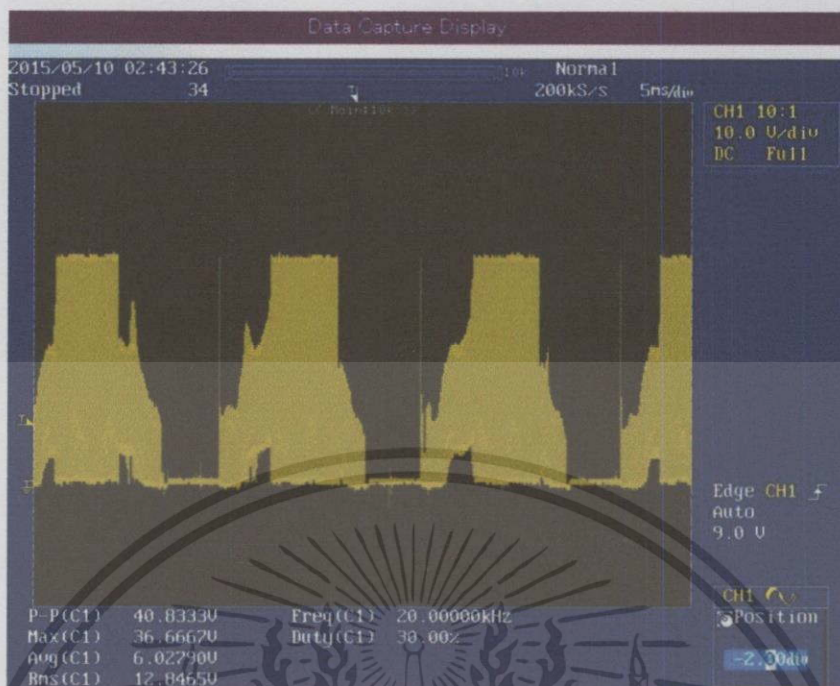 Data Capture Display
2015/05/10 02:43:26
Normal
Stopped
34
200kS/s
5ms/div
CH1 10:1
10.0 V/div
DC Full
Edge CH1
Auto
9.0 V
CH1
Position
P-P(C1) 40.8333V
Freq(C1) 20.00000kHz
Max(C1) 36.6667V
Duty(C1) 30.00%
Avg(C1) 6.02790V
Rms(C1) 12.8465V